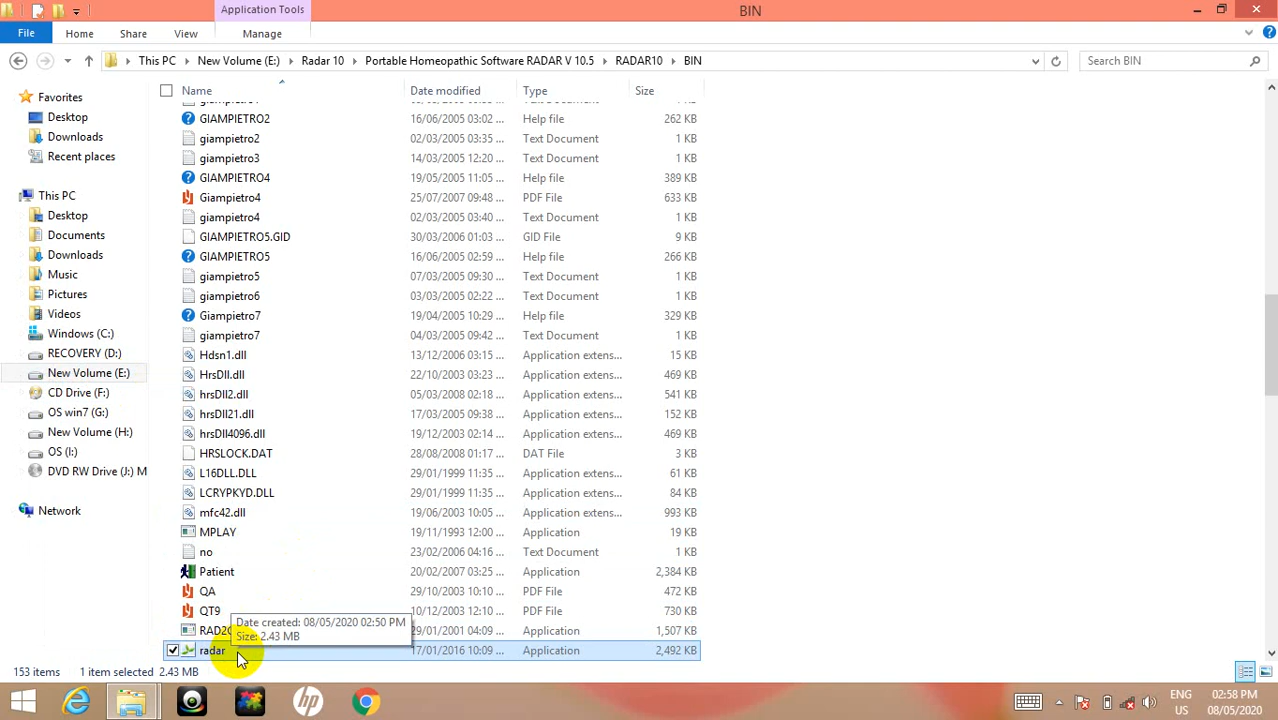 Application Tools
BIN
File
Home
Share
View
Manage
This PC
New Volume (E:)
Radar 10
Portable Homeopathic Software RADAR V 10.5
RADAR10
BIN
Search BIN
Name
Date modified
Type
Size
Favorites
Desktop
Downloads
Recent places
This PC
Desktop
Documents
Downloads
Music
Pictures
Videos
Windows (C:)
RECOVERY (D:)
New Volume (E:)
CD Drive (F:)
OS win7 (G:)
New Volume (H:)
OS (I:)
DVD RW Drive (J:) M
Network
GIAMPIETRO2 16/06/2005 03:02 ... Help file 262 KB
giampietro2 02/03/2005 03:35 ... Text Document 1 KB
giampietro3 14/03/2005 12:20 ... Text Document 1 KB
GIAMPIETRO4 19/05/2005 11:05 ... Help file 389 KB
Giampietro4 25/07/2007 09:48 ... PDF File 633 KB
giampietro4 02/03/2005 03:40 ... Text Document 1 KB
GIAMPIETRO5.GID 30/03/2006 01:03 ... GID File 9 KB
GIAMPIETRO5 16/06/2005 02:59 ... Help file 266 KB
giampietro5 07/03/2005 09:30 ... Text Document 1 KB
giampietro6 03/03/2005 02:22 ... Text Document 1 KB
Giampietro7 19/04/2005 10:29 ... Help file 329 KB
giampietro7 04/03/2005 09:42 ... Text Document 1 KB
Hdsn1.dll 13/12/2006 03:15 ... Application extens... 15 KB
HrsDll.dll 22/10/2003 03:21 ... Application extens... 469 KB
hrsDll2.dll 05/03/2008 02:18 ... Application extens... 541 KB
hrsDll21.dll 17/03/2005 09:38 ... Application extens... 152 KB
hrsDll4096.dll 19/12/2003 02:14 ... Application extens... 469 KB
HRSLOCK.DAT 28/08/2008 01:17 ... DAT File 3 KB
L16DLL.DLL 29/01/1999 11:35 ... Application extens... 61 KB
LCRYPKYD.DLL 29/01/1999 11:35 ... Application extens... 84 KB
mfc42.dll 19/06/2003 10:05 ... Application extens... 993 KB
MPLAY 19/11/1993 12:00 ... Application 19 KB
no 23/02/2006 04:16 ... Text Document 1 KB
Patient 20/02/2007 03:25 ... Application 2,384 KB
QA 29/10/2003 10:10 ... PDF File 472 KB
QT9 10/12/2003 12:10 ... PDF File 730 KB
29/01/2001 04:09 ... Application 1,507 KB
radar 17/01/2016 10:09 ... Application 2,492 KB
Date created: 08/05/2020 02:50 PM
Size: 2.43 MB
153 items
1 item selected 2.43 MB
ENG
US
02:58 PM
08/05/2020